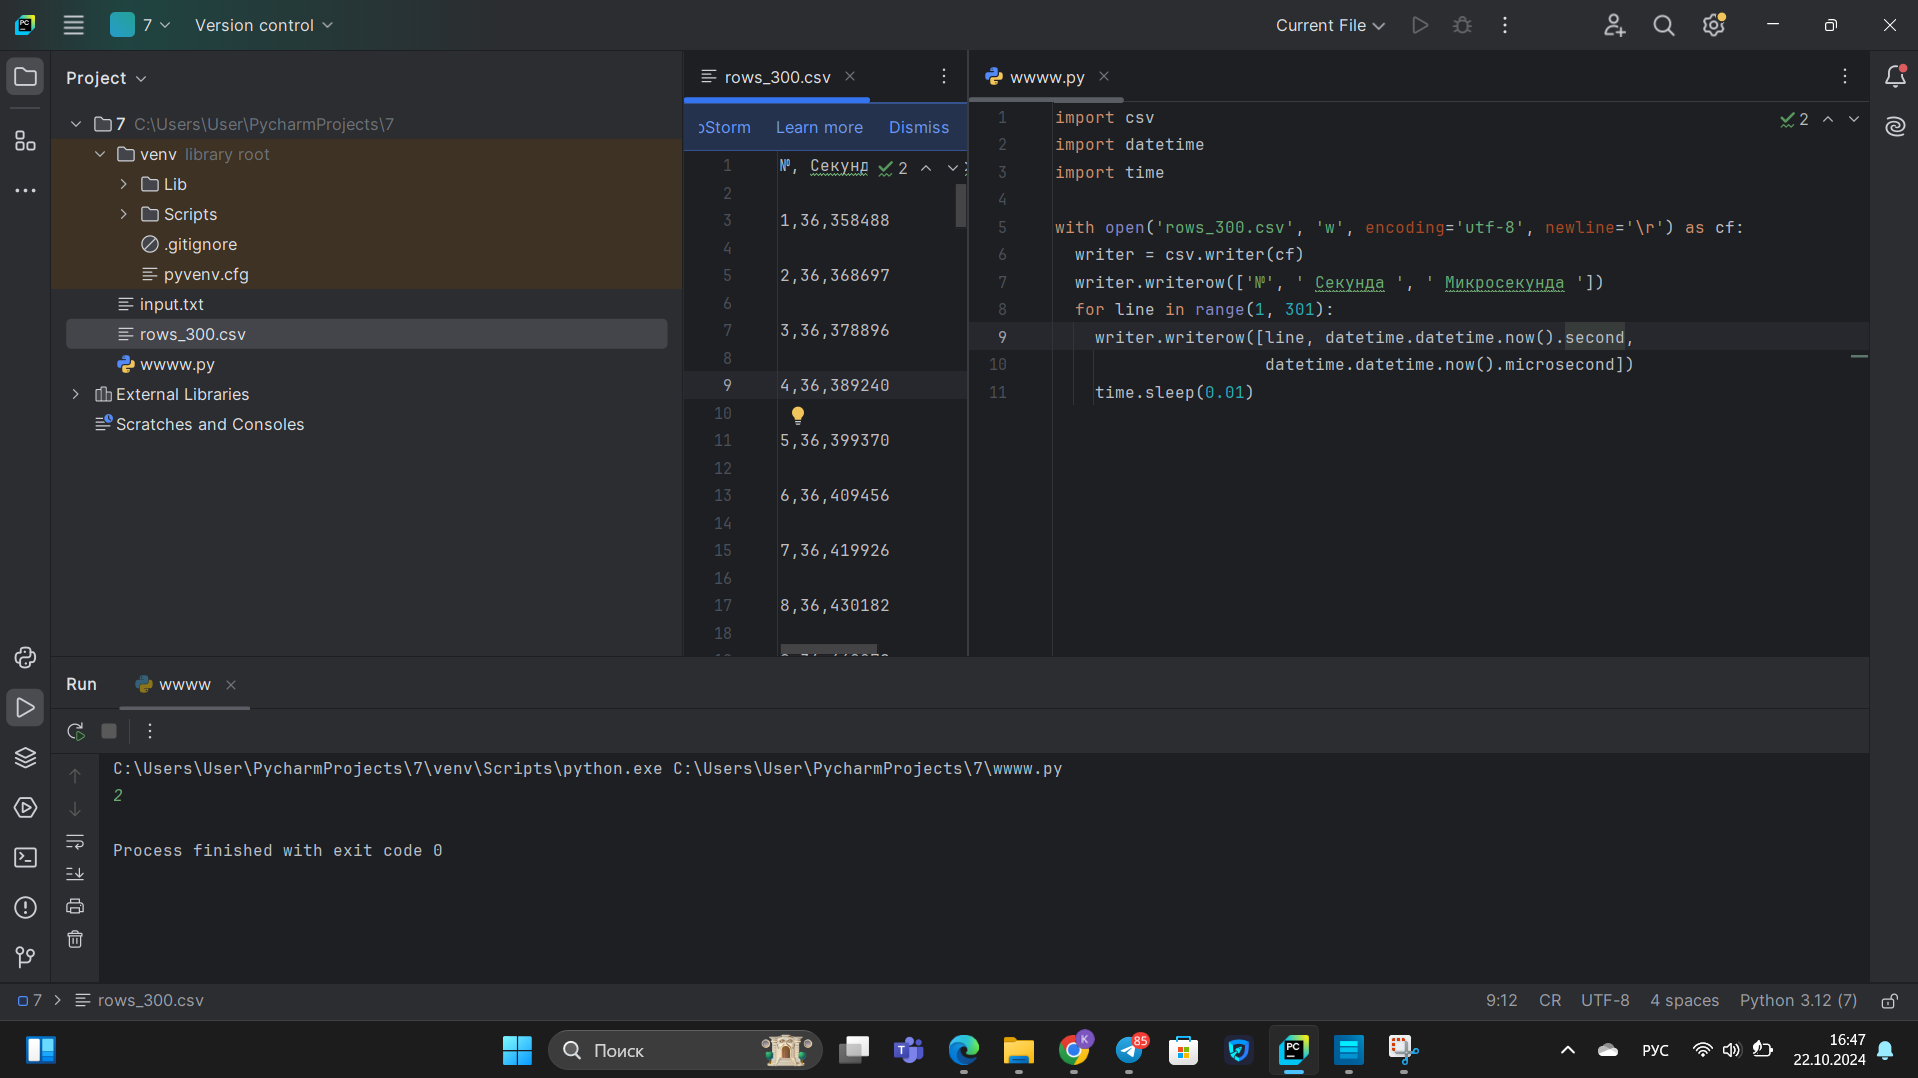 7
Version control
Current File
Project
7 C:\Users\User\PycharmProjects\7
venv library root
Lib
Scripts
.gitignore
pyvenv.cfg
input.txt
rows_300.csv
wwww.py
External Libraries
Scratches and Consoles
rows_300.csv
Storm Learn more Dismiss
1 №, Секунд 2
2
3 1,36,358488
4
5 2,36,368697
6
7 3,36,378896
8
9 4,36,389240
10
11 5,36,399370
12
13 6,36,409456
14
15 7,36,419926
16
17 8,36,430182
18
wwww.py
2
1 import csv
2 import datetime
3 import time
4
5 with open('rows_300.csv', 'w', encoding='utf-8', newline='\r') as cf:
6 writer = csv.writer(cf)
7 writer.writerow(['№', ' Секунда ', ' Микросекунда '])
8 for line in range(1, 301):
9 writer.writerow([line, datetime.datetime.now().second,
10 datetime.datetime.now().microsecond])
11 time.sleep(0.01)
Run wwww
C:\Users\User\PycharmProjects\7\venv\Scripts\python.exe C:\Users\User\PycharmProjects\7\wwww.py
2
Process finished with exit code 0
7 rows_300.csv
9:12 CR UTF-8 4 spaces Python 3.12 (7)
Поиск
K
85
PC
РУС
16:47
22.10.2024